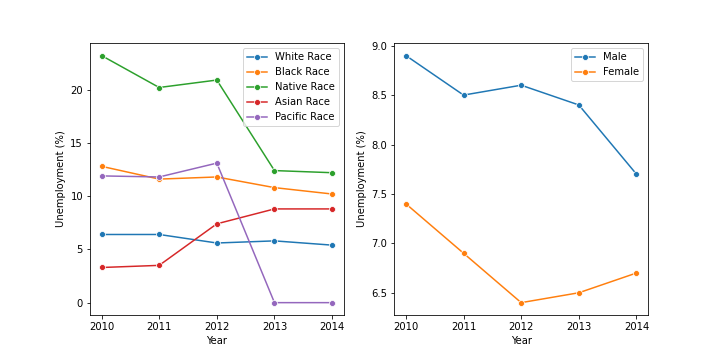 White Race
Black Race
Native Race
Asian Race
Pacific Race
Unemployment (%)
20
15
10
5
0
2010 2011 2012 2013 2014
Year
Male
Female
Unemployment (%)
9.0
8.5
8.0
7.5
7.0
6.5
2010 2011 2012 2013 2014
Year